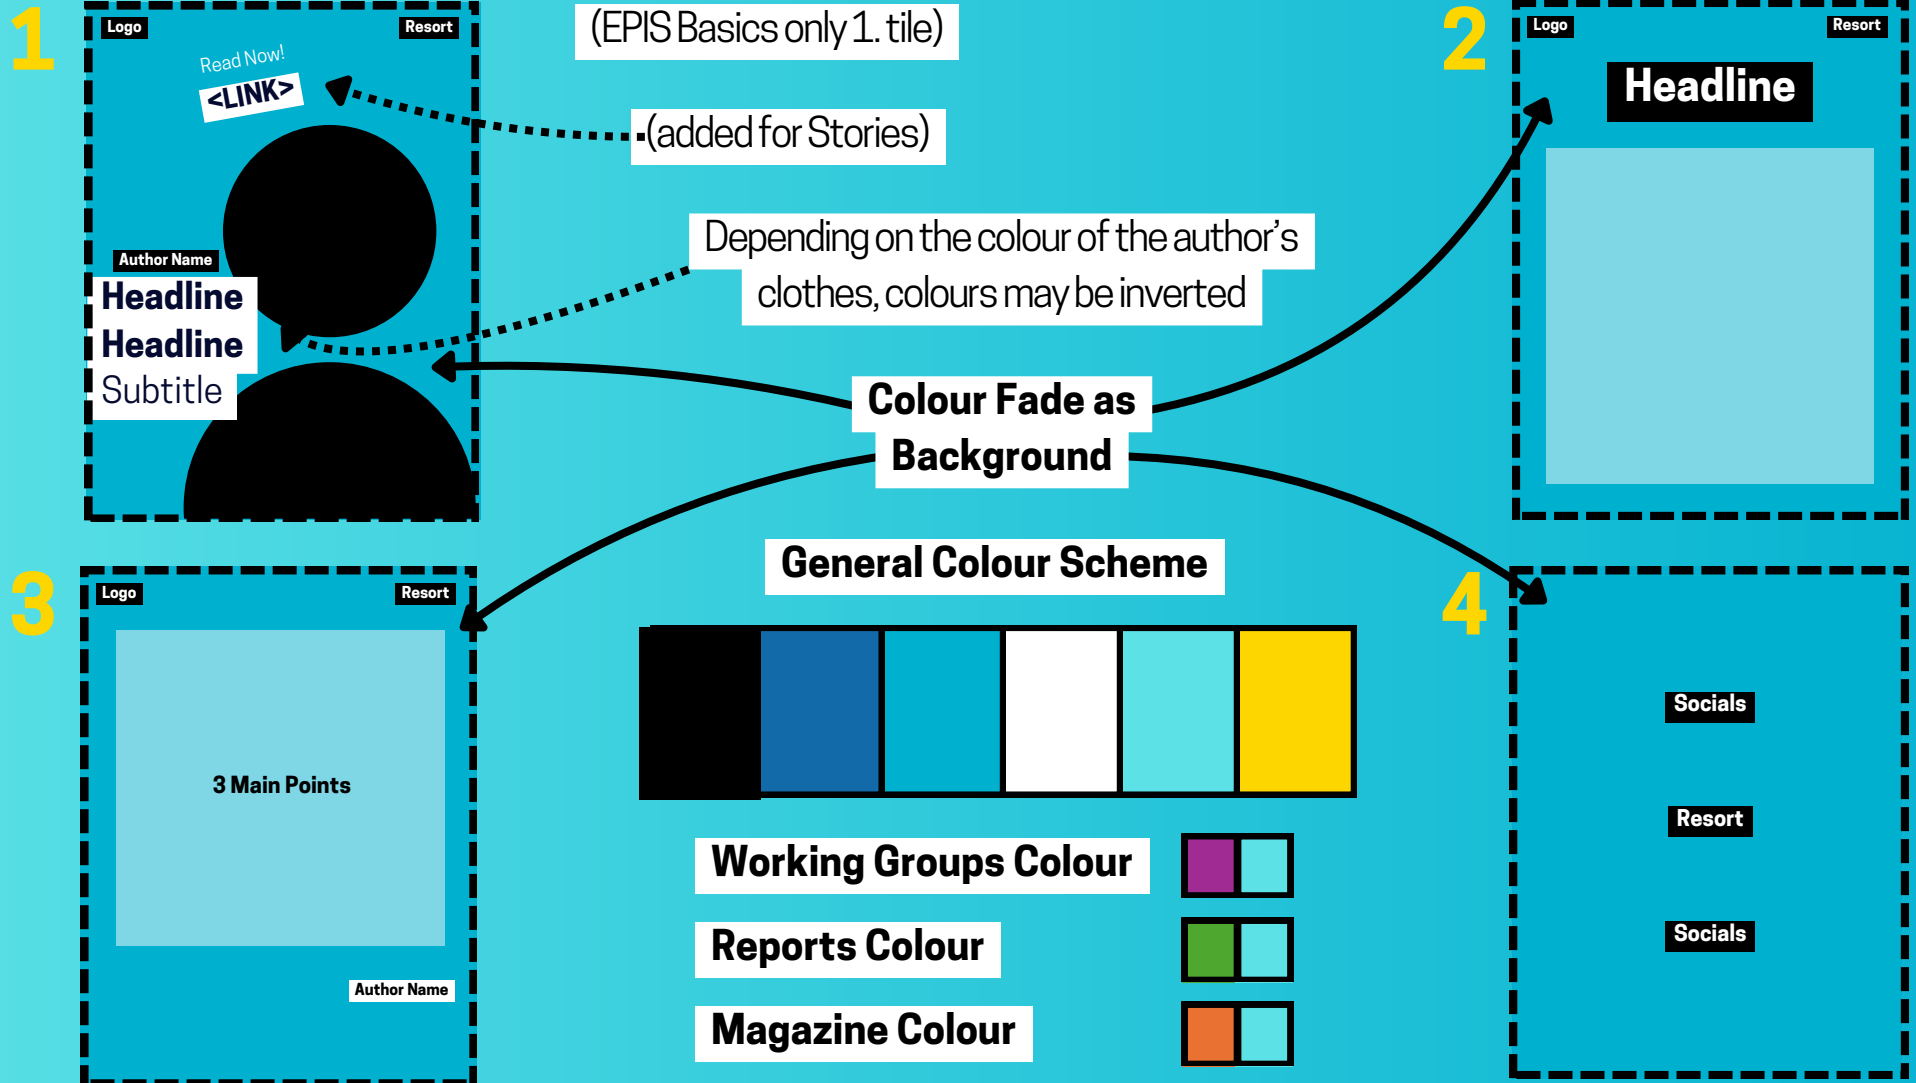 1
Logo
Resort
Read Now!
<LINK>
Author Name
Headline
Headline
Subtitle
(EPIS Basics only 1. tile)
(added for Stories)
Depending on the colour of the author's
clothes, colours may be inverted
Colour Fade as
Background
2
Logo
Resort
Headline
3
Logo
Resort
3 Main Points
Author Name
General Colour Scheme
Working Groups Colour
Reports Colour
Magazine Colour
4
Socials
Resort
Socials